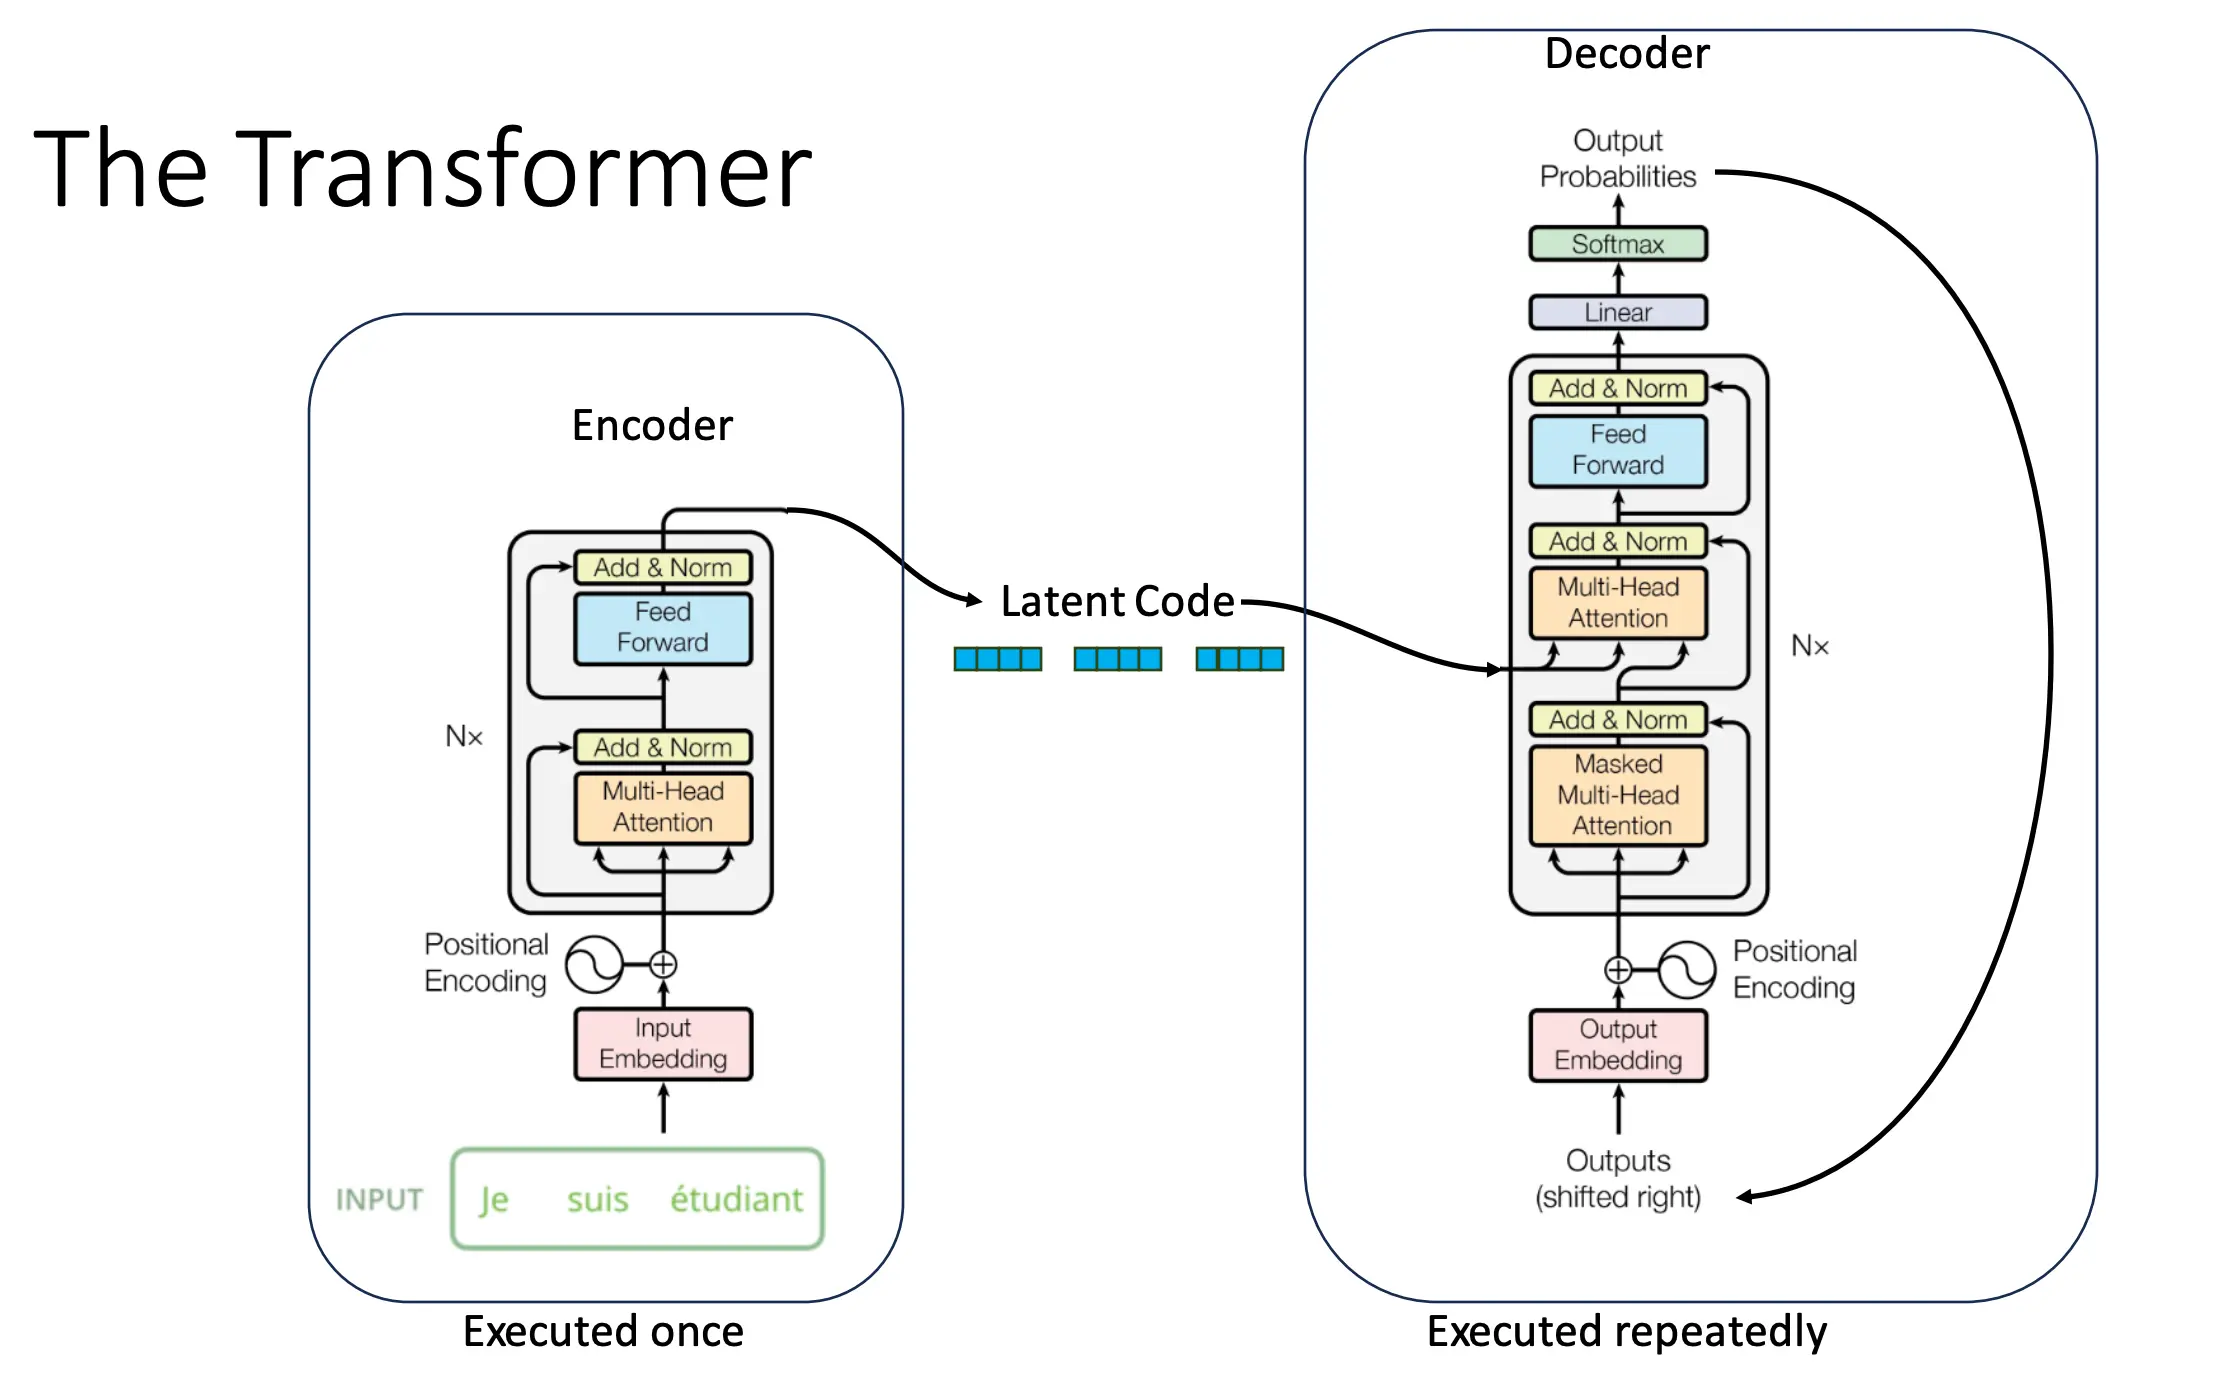 The Transformer
Encoder
Add & Norm
Feed
Forward
Add & Norm
Multi-Head
Attention
N×
Positional
Encoding
Input
Embedding
INPUT
Je suis étudiant
Executed once
Latent Code
Decoder
Output
Probabilities
Softmax
Linear
Add & Norm
Feed
Forward
Add & Norm
Multi-Head
Attention
N×
Add & Norm
Masked
Multi-Head
Attention
Positional
Encoding
Output
Embedding
Outputs
(shifted right)
Executed repeatedly